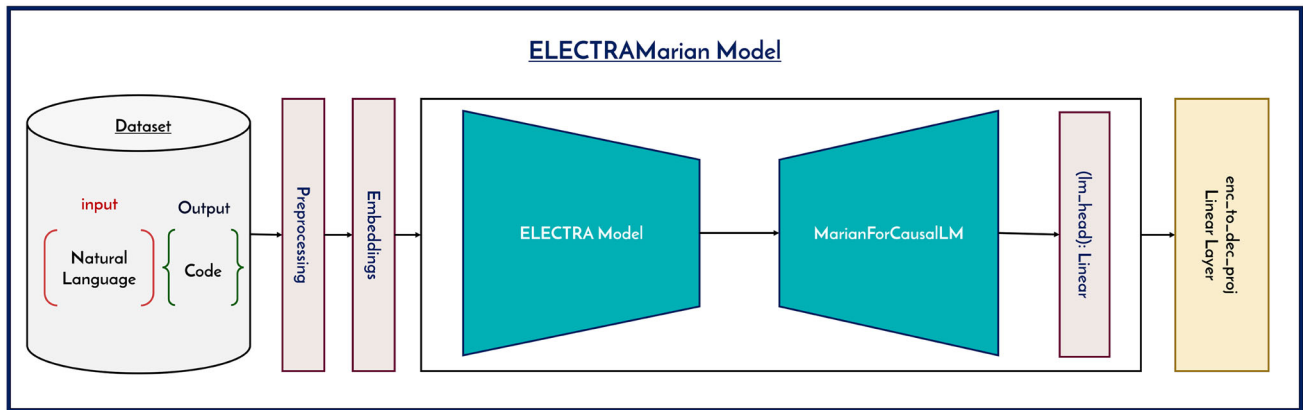 ELECTRAMarian Model
Dataset
input
Output
Natural
Language
Code
Preprocessing
Embeddings
ELECTRA Model
MarianForCausalLM
(lm_head): Linear
enc_to_dec_proj
Linear Layer